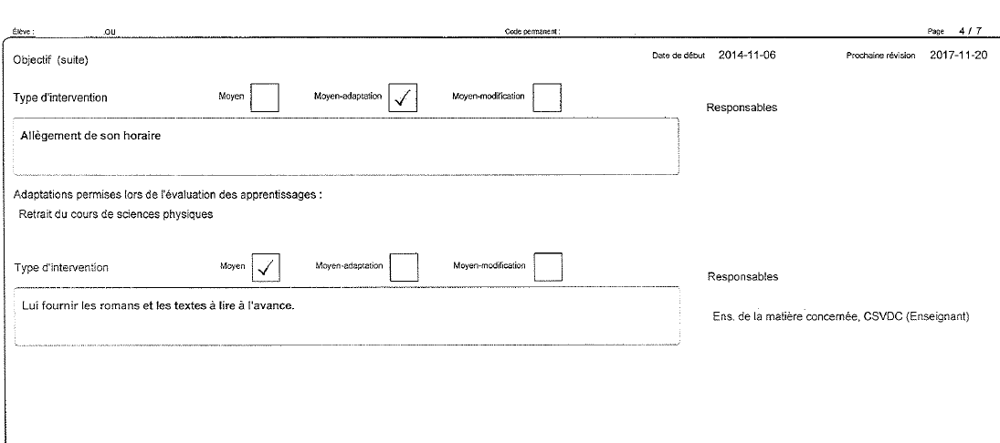 Élève : ou Code permanent : Page 4 / 7
Objectif (suite) Date de début 2014-11-06 Prochaine révision 2017-11-20
Type d'intervention Moyen Moyen-adaptation ✓ Moyen-modification
Responsables
Allègement de son horaire
Adaptations permises lors de l'évaluation des apprentissages :
Retrait du cours de sciences physiques
Type d'intervention Moyen ✓ Moyen-adaptation Moyen-modification
Responsables
Lui fournir les romans et les textes à lire à l'avance.
Ens. de la matière concernée, CSVDC (Enseignant)